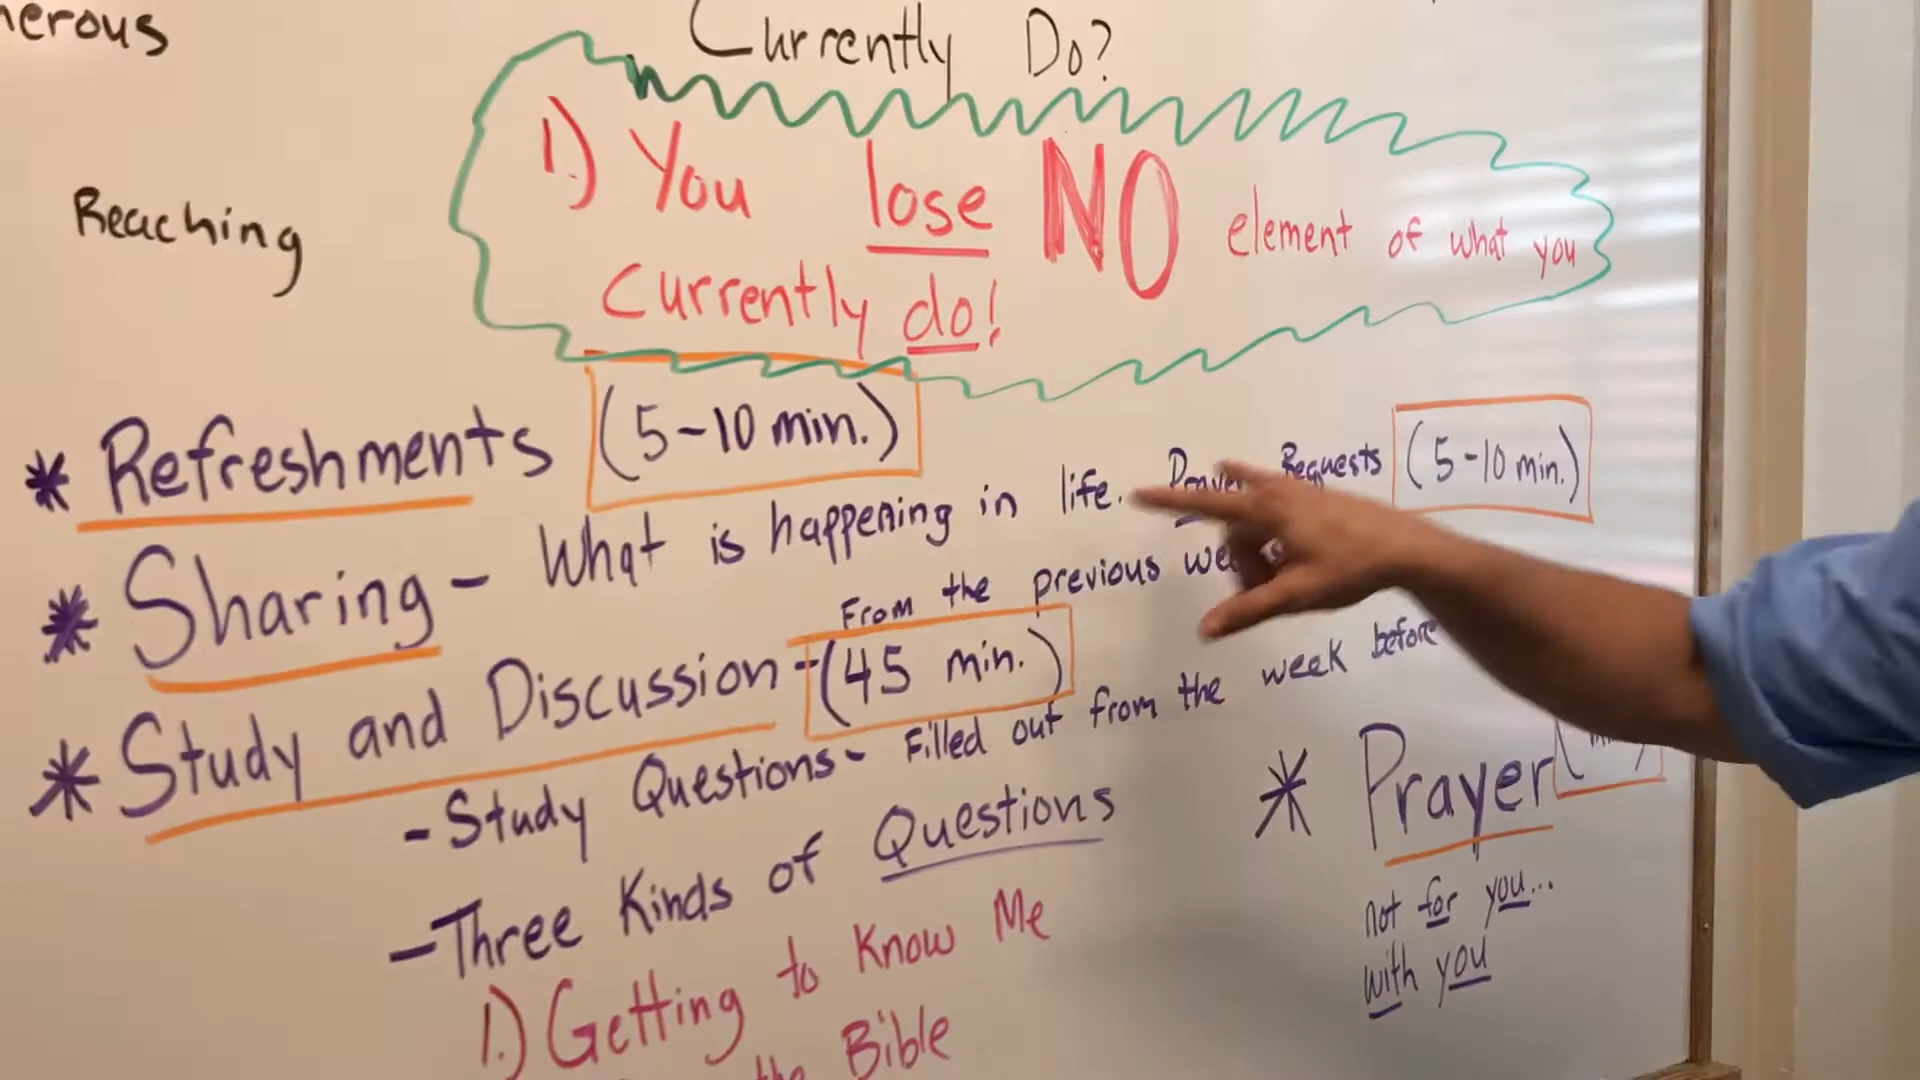 Currently Do?
1.) You lose NO element of what you
currently do!
Reaching
* Refreshments (5-10 min.)
* Sharing - What is happening in life. Prayer Requests (5-10 min.)
From the previous
* Study and Discussion - (45 min.)
- Study Questions - Filled out from the week before
- Three Kinds of Questions
1.) Getting to Know Me
the Bible
* Prayer
not for you...
with you